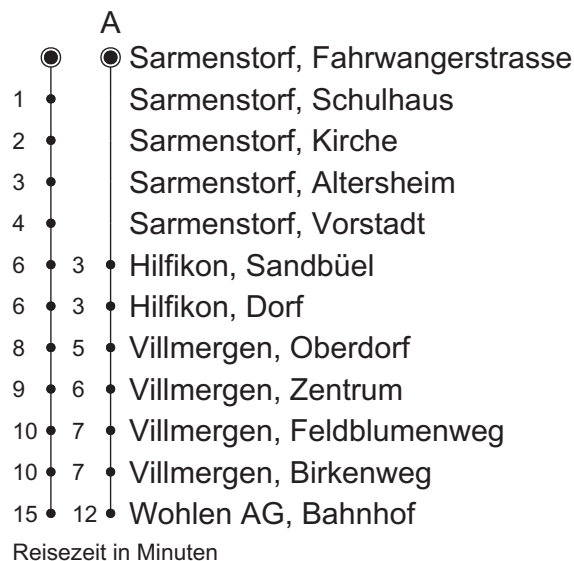 A
Sarmenstorf, Fahrwangerstrasse
1 Sarmenstorf, Schulhaus
2 Sarmenstorf, Kirche
3 Sarmenstorf, Altersheim
4 Sarmenstorf, Vorstadt
6 3 Hilfikon, Sandbüel
6 3 Hilfikon, Dorf
8 5 Villmergen, Oberdorf
9 6 Villmergen, Zentrum
10 7 Villmergen, Feldblumenweg
10 7 Villmergen, Birkenweg
15 12 Wohlen AG, Bahnhof
Reisezeit in Minuten